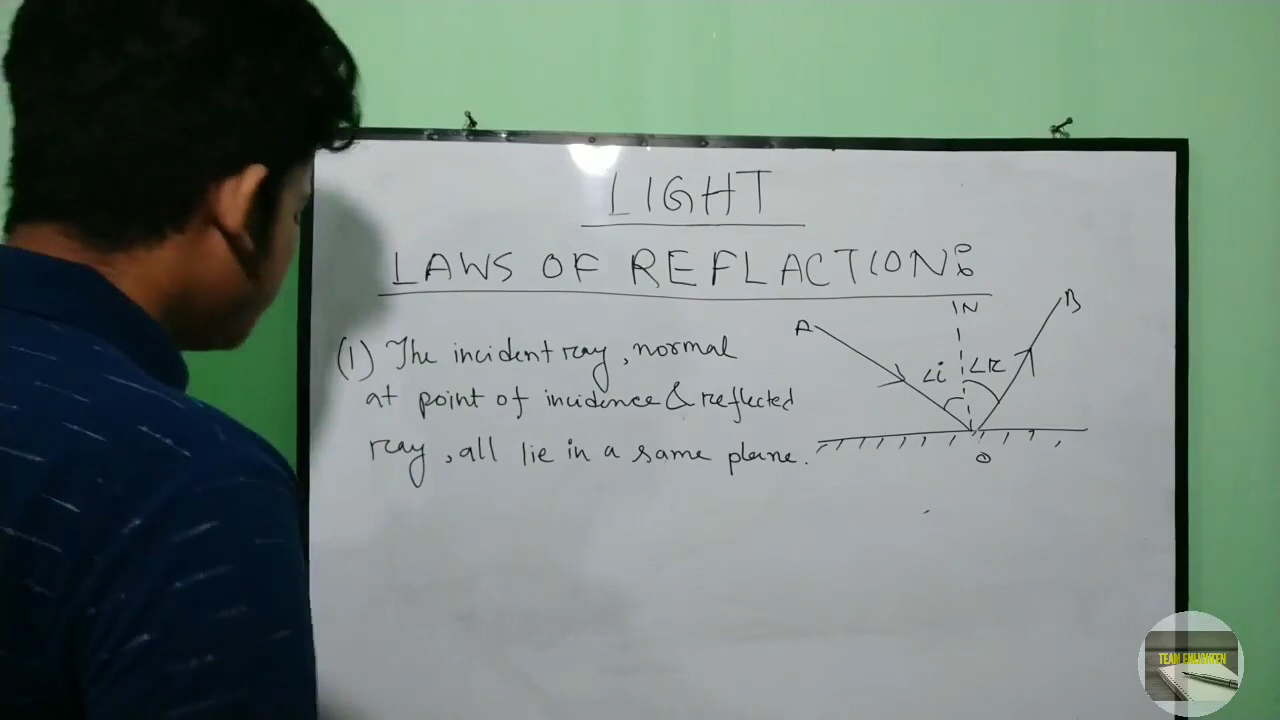 LIGHT
LAWS OF REFLACTION:
(1) The incident ray, normal
at point of incidence & reflected
ray, all lie in a same plane.
A
N
B
∠i
∠r
O
TEAM ENLIGHTEN